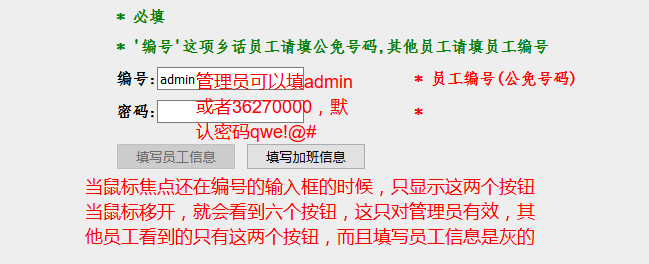 * 必填
* '编号'这项乡话员工请填公免号码,其他员工请填员工编号
编号: admin * 员工编号(公免号码)
管理员可以填admin
或者36270000，默
认密码qwe!@#
密码: *
填写员工信息 填写加班信息
当鼠标焦点还在编号的输入框的时候，只显示这两个按钮
当鼠标移开，就会看到六个按钮，这只对管理员有效，其
他员工看到的只有这两个按钮，而且填写员工信息是灰的